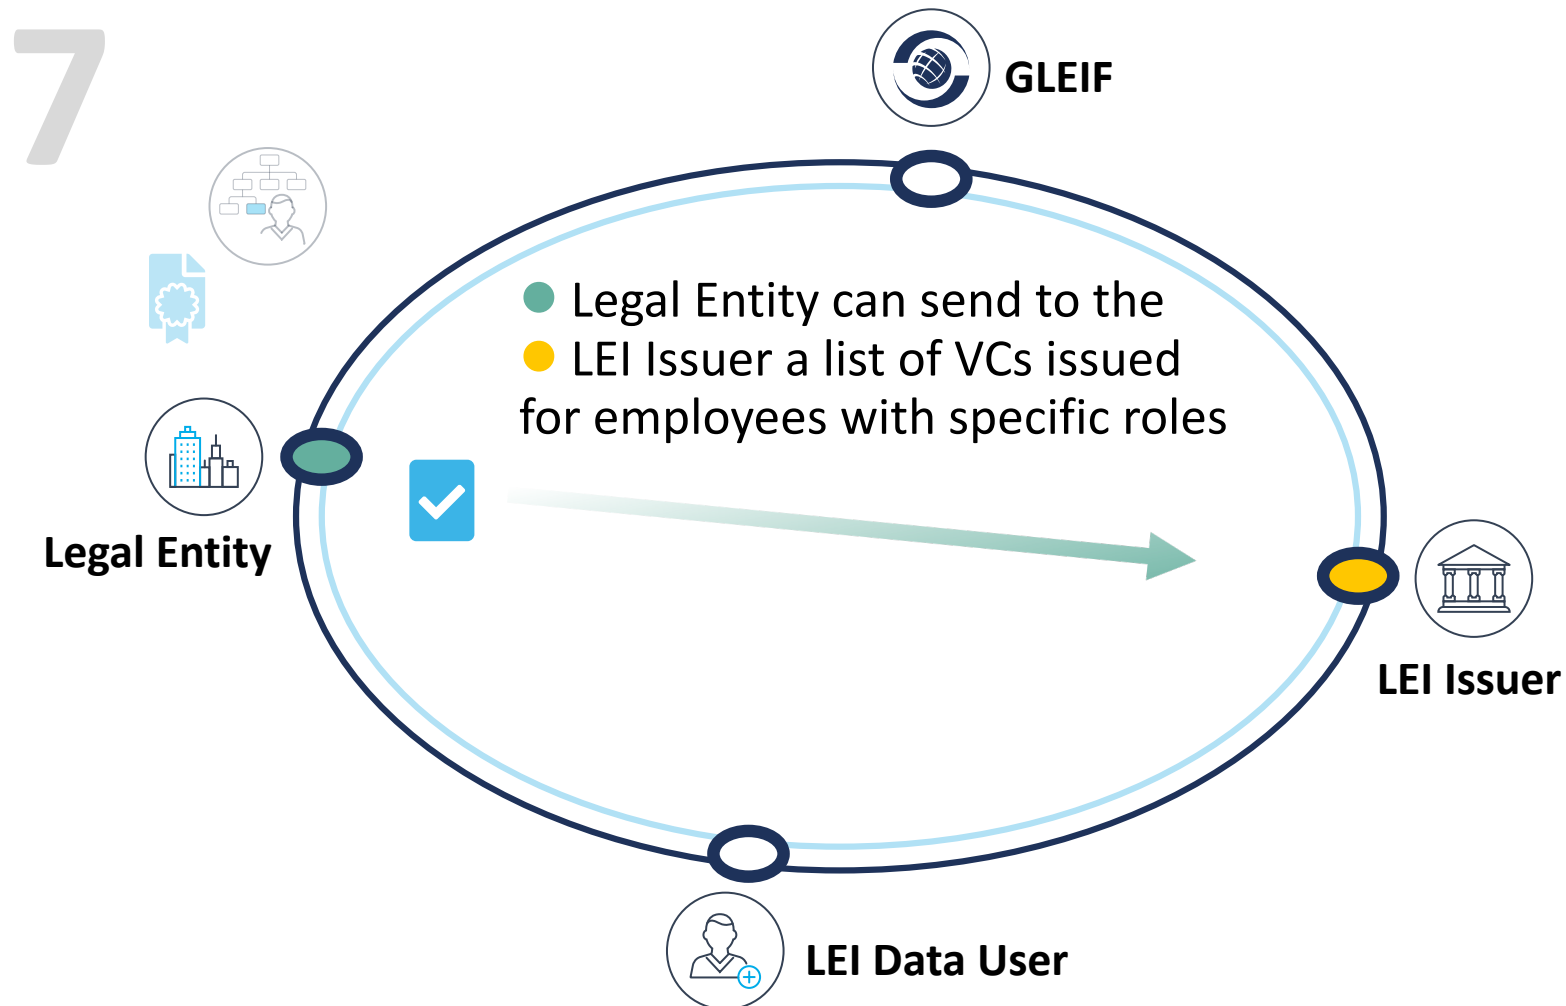 7
GLEIF
Legal Entity can send to the
LEI Issuer a list of VCs issued
for employees with specific roles
Legal Entity
LEI Issuer
LEI Data User